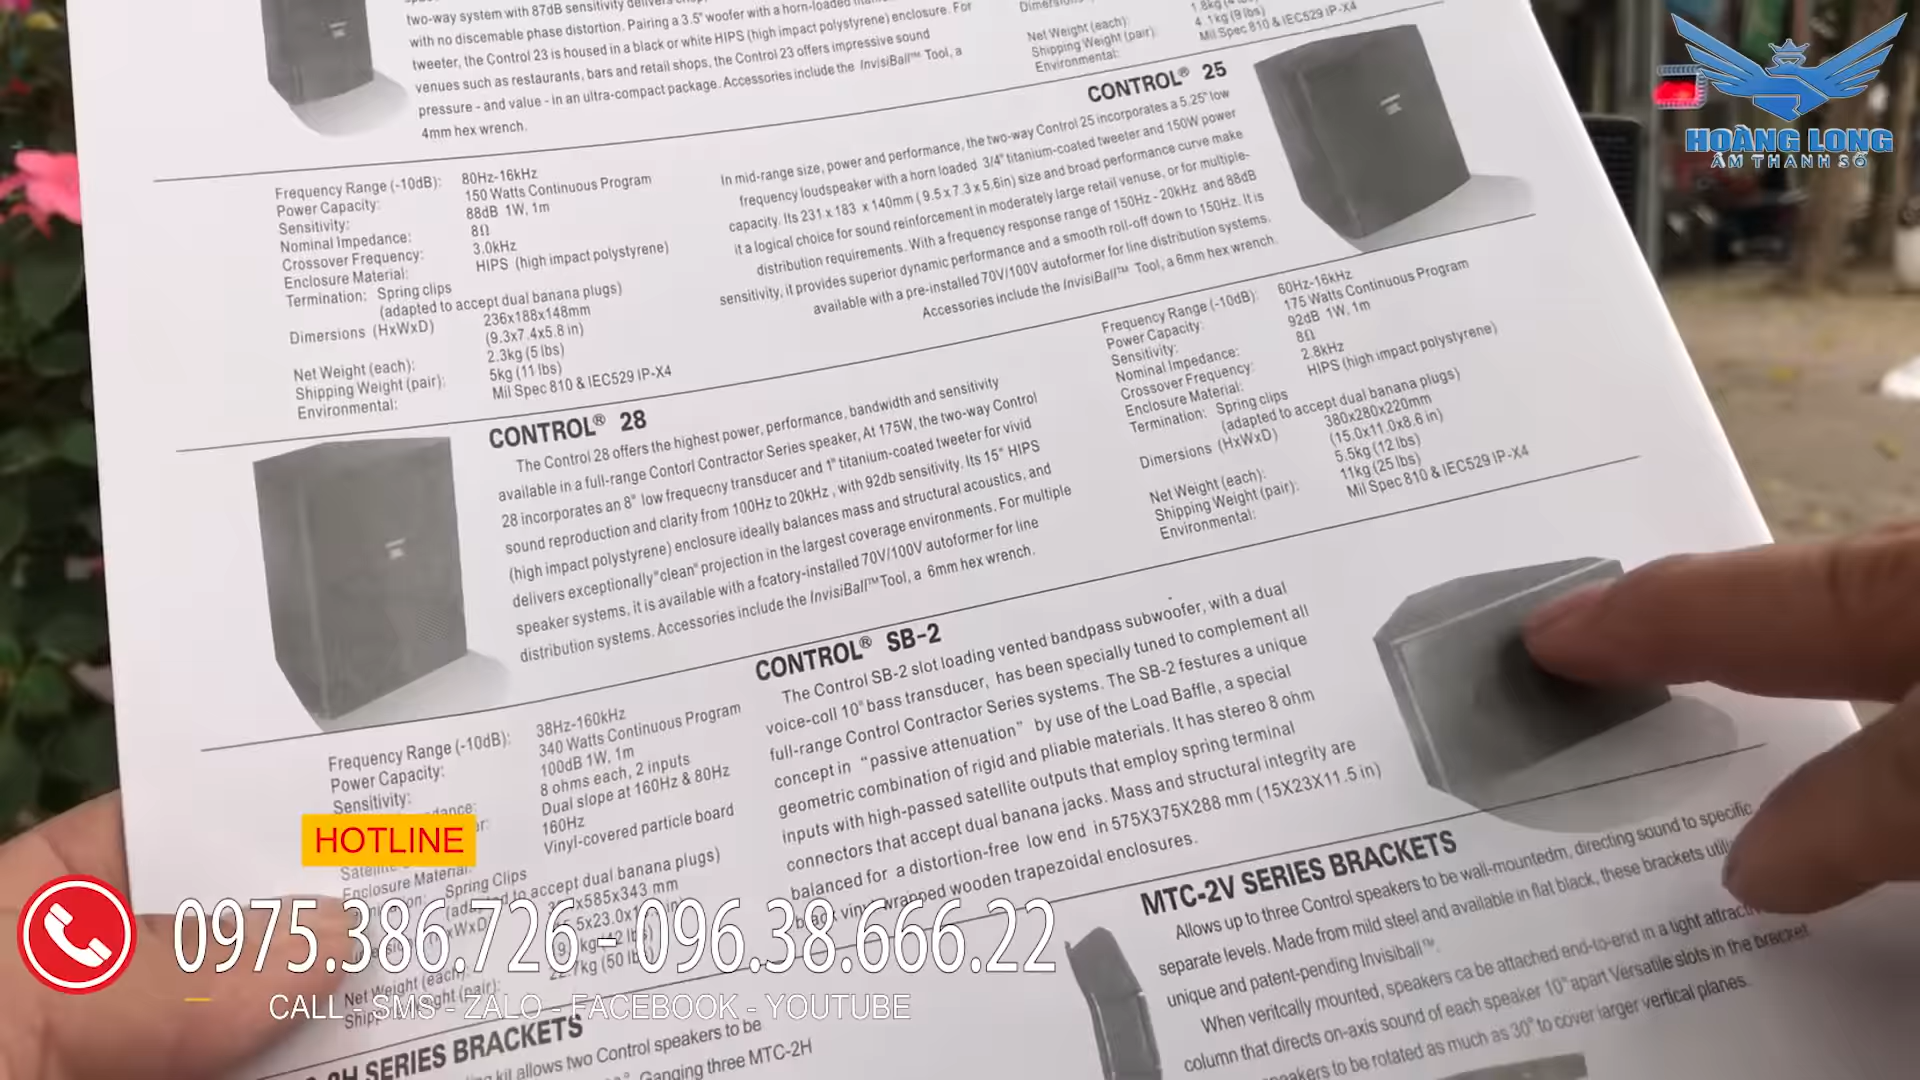 two-way system with 87dB sensitivity
with no discemable phase distortion. Pairing a 3.5" woofer with a horn-loaded
tweeter, the Control 23 is housed in a black or white HIPS (high impact polystyrene) enclosure. For
venues such as restaurants, bars and retail shops, the Control 23 offers impressive sound
pressure - and value - in an ultra-compact package. Accessories include the InvisiBall™ Tool, a
4mm hex wrench.
1.8kg
Net Weight (each): 4.1kg (9 lbs)
Shipping Weight (pair): Mil Spec 810 & IEC529 IP-X4
Environmental:
HOÀNG LONG
ÂM THANH SỐ
CONTROL® 25
In mid-range size, power and performance, the two-way Control 25 incorporates a 5.25" low
frequency loudspeaker with a horn loaded 3/4" titanium-coated tweeter and 150W power
capacity. Its 231 x 183 x 140mm ( 9.5 x 7.3 x 5.6in) size and broad performance curve make
it a logical choice for sound reinforcement in moderately large retail venuse, or for multiple-
distribution requirements. With a frequency response range of 150Hz - 20kHz and 88dB
sensitivity, it provides superior dynamic performance and a smooth roll-off down to 150Hz. It is
available with a pre-installed 70V/100V autoformer for line distribution systems.
Accessories include the InvisiBall™ Tool, a 6mm hex wrench.
Frequency Range (-10dB): 80Hz-16kHz
Power Capacity: 150 Watts Continuous Program
Sensitivity: 88dB 1W, 1m
Nominal Impedance: 8Ω
Crossover Frequency: 3.0kHz
Enclosure Material: HIPS (high impact polystyrene)
Termination: Spring clips
(adapted to accept dual banana plugs)
Dimersions (HxWxD) 236x188x148mm
(9.3x7.4x5.8 in)
Net Weight (each): 2.3kg (5 lbs)
Shipping Weight (pair): 5kg (11 lbs)
Environmental: Mil Spec 810 & IEC529 IP-X4
CONTROL® 28
The Control 28 offers the highest power, performance, bandwidth and sensitivity
available in a full-range Contorl Contractor Series speaker, At 175W, the two-way Control
28 incorporates an 8" low frequecny transducer and 1" titanium-coated tweeter for vivid
sound reproduction and clarity from 100Hz to 20kHz , with 92db sensitivity. Its 15" HIPS
(high impact polystyrene) enclosure ideally balances mass and structural acoustics, and
delivers exceptionally"clean" projection in the largest coverage environments. For multiple
speaker systems, it is available with a fcatory-installed 70V/100V autoformer for line
distribution systems. Accessories include the InvisiBall™Tool, a 6mm hex wrench.
Frequency Range (-10dB): 60Hz-16kHz
Power Capacity: 175 Watts Continuous Program
Sensitivity: 92dB 1W, 1m
Nominal Impedance: 8Ω
Crossover Frequency: 2.8kHz
Enclosure Material: HIPS (high impact polystyrene)
Termination: Spring clips
(adapted to accept dual banana plugs)
Dimersions (HxWxD) 380x280x220mm
(15.0x11.0x8.6 in)
Net Weight (each): 5.5kg (12 lbs)
Shipping Weight (pair): 11kg (25 lbs)
Environmental: Mil Spec 810 & IEC529 IP-X4
CONTROL® SB-2
The Control SB-2 slot loading vented bandpass subwoofer, with a dual
voice-coll 10" bass transducer, has been specially tuned to complement all
full-range Control Contractor Series systems. The SB-2 festures a unique
concept in "passive attenuation" by use of the Load Baffle, a special
geometric combination of rigid and pliable materials. It has stereo 8 ohm
inputs with high-passed satellite outputs that employ spring terminal
connectors that accept dual banana jacks. Mass and structural integrity are
balanced for a distortion-free low end in 575X375X288 mm (15X23X11.5 in)
black vinyl wrapped wooden trapezoidal enclosures.
Frequency Range (-10dB): 38Hz-160kHz
Power Capacity: 340 Watts Continuous Program
Sensitivity: 100dB 1W, 1m
8 ohms each, 2 inputs
Dual slope at 160Hz & 80Hz
160Hz
Enclosure Material: Vinyl-covered particle board
Spring Clips
(adapted to accept dual banana plugs)
Net Weight (each):
22.7kg (50 lbs)
HOTLINE
0975.386.726 - 096.38.666.22
CALL - SMS - ZALO - FACEBOOK - YOUTUBE
MTC-2V SERIES BRACKETS
Allows up to three Control speakers to be wall-mountedm, directing sound to specific
separate levels. Made from mild steel and available in flat black, these brackets
unique and patent-pending Invisiball™.
When veritcally mounted, speakers ca be attached end-to-end in a tight
column that directs on-axis sound of each speaker 10° apart Versatile slots in the bracket
speakers to be rotated as much as 30° to cover larger vertical planes.
2H SERIES BRACKETS
kit allows two Control speakers to be
Ganging three MTC-2H